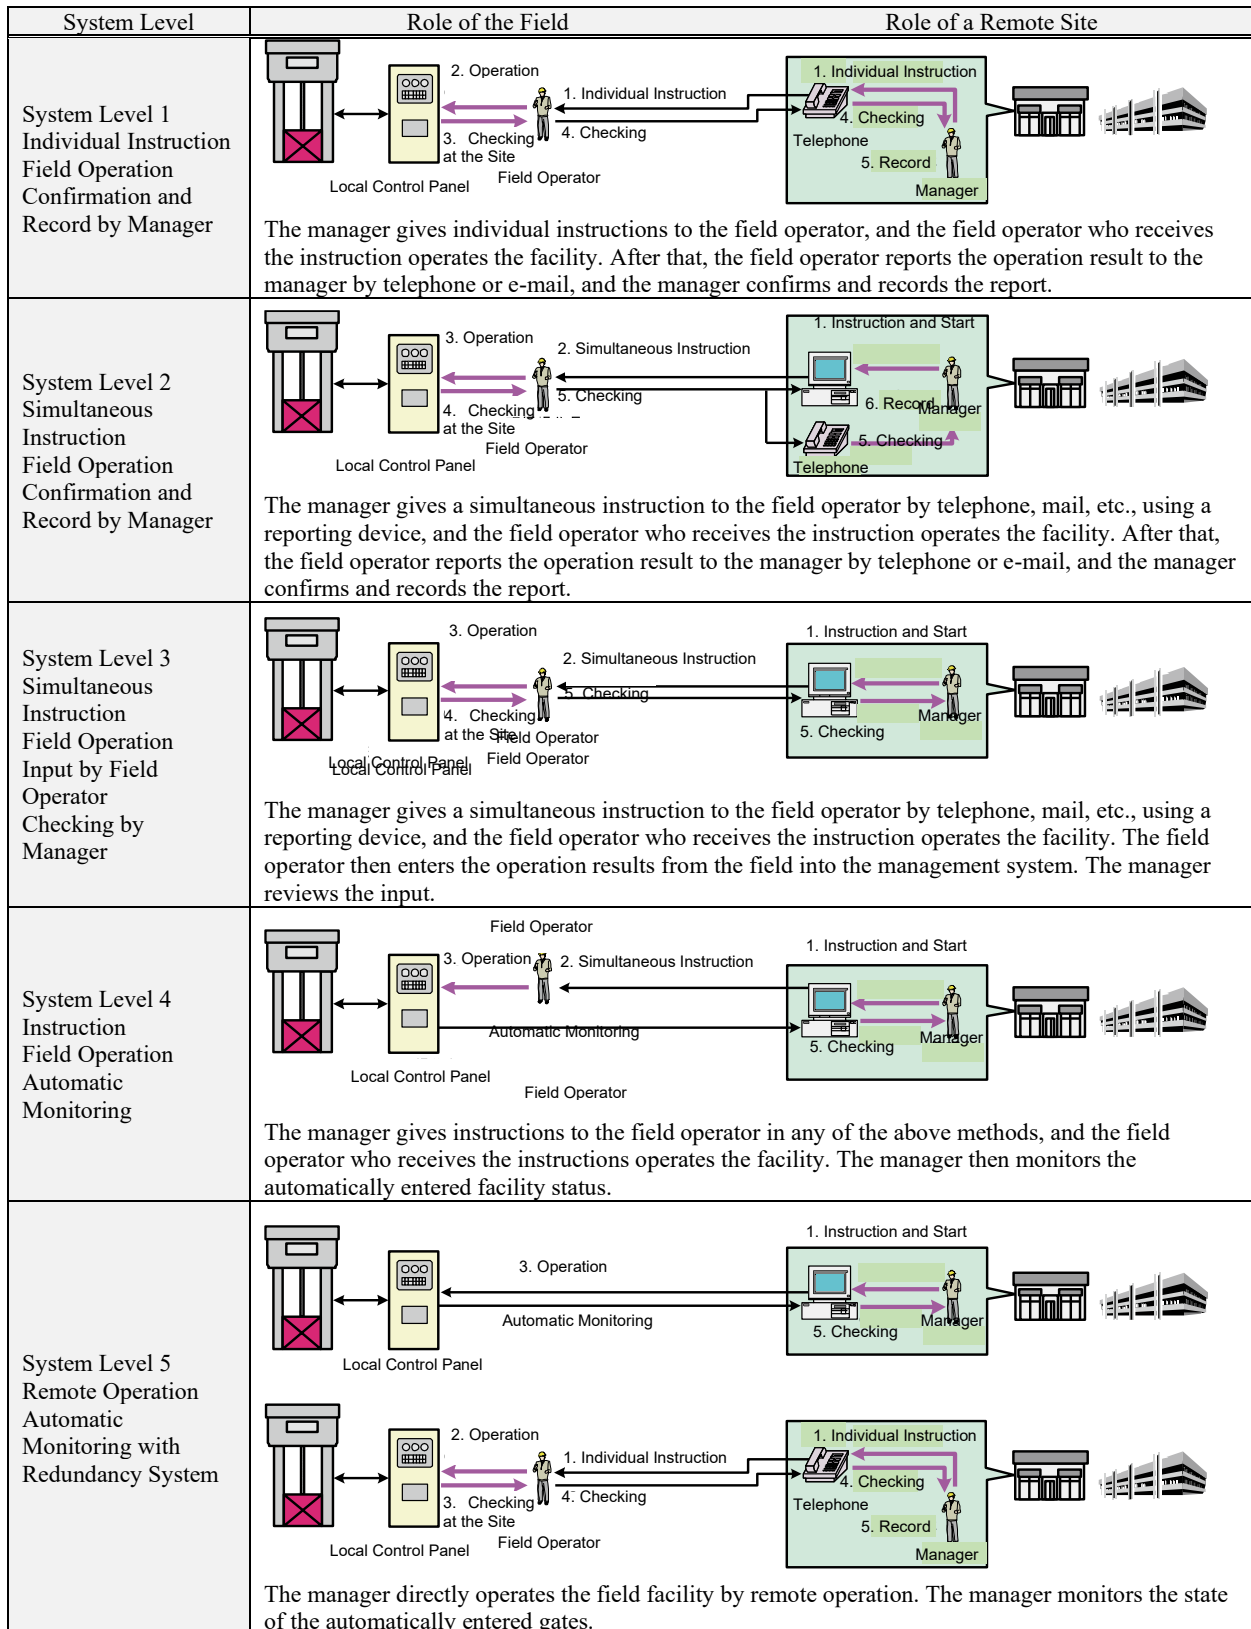 System Level
Role of the Field
Role of a Remote Site
System Level 1
Individual Instruction
Field Operation
Confirmation and
Record by Manager
2. Operation
1. Individual Instruction
3. Checking
at the Site
4. Checking
Local Control Panel
Field Operator
1. Individual Instruction
4. Checking
Telephone
5. Record
Manager
The manager gives individual instructions to the field operator, and the field operator who receives
the instruction operates the facility. After that, the field operator reports the operation result to the
manager by telephone or e-mail, and the manager confirms and records the report.
System Level 2
Simultaneous
Instruction
Field Operation
Confirmation and
Record by Manager
3. Operation
2. Simultaneous Instruction
5. Checking
4. Checking
at the Site
Field Operator
Local Control Panel
1. Instruction and Start
6. Record
Manager
5. Checking
Telephone
The manager gives a simultaneous instruction to the field operator by telephone, mail, etc., using a
reporting device, and the field operator who receives the instruction operates the facility. After that,
the field operator reports the operation result to the manager by telephone or e-mail, and the manager
confirms and records the report.
System Level 3
Simultaneous
Instruction
Field Operation
Input by Field
Operator
Checking by
Manager
3. Operation
2. Simultaneous Instruction
5. Checking
4. Checking
at the Site
Field Operator
Field Operator
Local Control Panel
Local Control Panel
1. Instruction and Start
Manager
5. Checking
The manager gives a simultaneous instruction to the field operator by telephone, mail, etc., using a
reporting device, and the field operator who receives the instruction operates the facility. The field
operator then enters the operation results from the field into the management system. The manager
reviews the input.
System Level 4
Instruction
Field Operation
Automatic
Monitoring
Field Operator
3. Operation
2. Simultaneous Instruction
Automatic Monitoring
Local Control Panel
Field Operator
1. Instruction and Start
Manager
5. Checking
The manager gives instructions to the field operator in any of the above methods, and the field
operator who receives the instructions operates the facility. The manager then monitors the
automatically entered facility status.
System Level 5
Remote Operation
Automatic
Monitoring with
Redundancy System
3. Operation
Automatic Monitoring
Local Control Panel
1. Instruction and Start
Manager
5. Checking
2. Operation
1. Individual Instruction
3. Checking
at the Site
4. Checking
Field Operator
Local Control Panel
1. Individual Instruction
4. Checking
Telephone
5. Record
Manager
The manager directly operates the field facility by remote operation. The manager monitors the state
of the automatically entered gates.